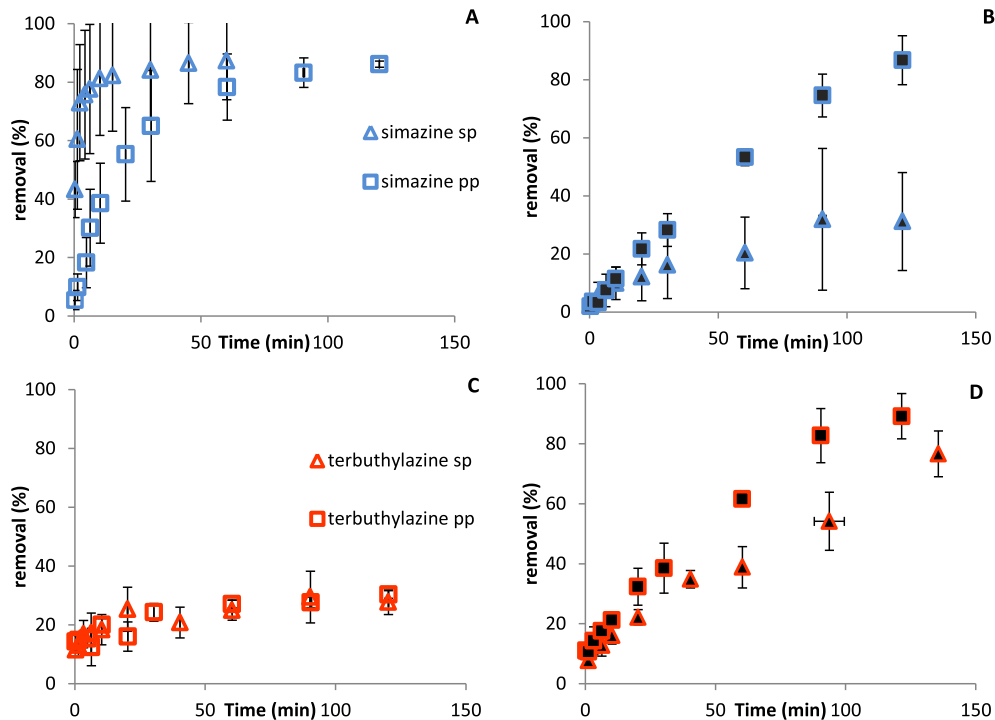 A
100
80
60
40
20
0
removal (%)
simazine sp
simazine pp
0
50
Time (min)
100
150
B
100
80
60
40
20
0
removal (%)
0
50
Time (min)
100
150
C
100
80
60
40
20
0
removal (%)
terbuthylazine sp
terbuthylazine pp
0
50
Time (min)
100
150
D
100
80
60
40
20
0
removal (%)
0
50
Time (min)
100
150